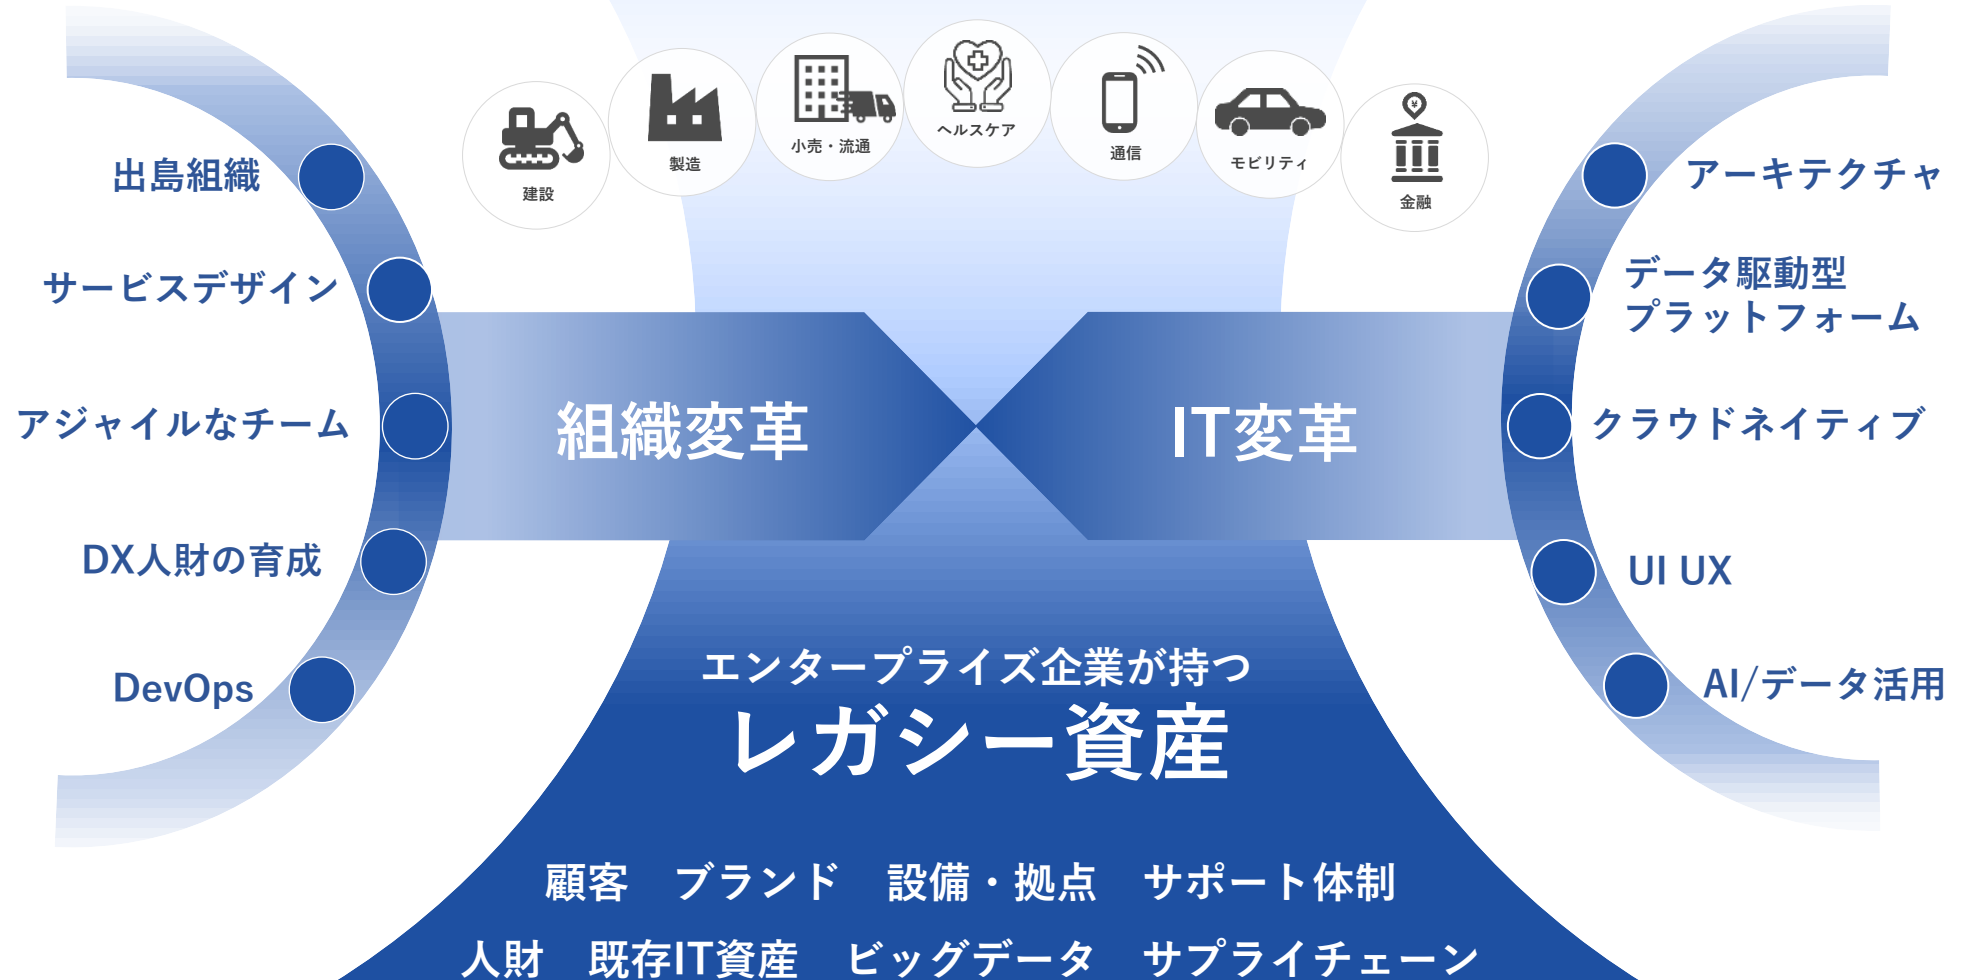 建設
製造
小売・流通
ヘルスケア
通信
モビリティ
¥
金融
出島組織
サービスデザイン
アジャイルなチーム
DX人財の育成
DevOps
組織変革
IT変革
アーキテクチャ
データ駆動型
プラットフォーム
クラウドネイティブ
UI UX
AI/データ活用
エンタープライズ企業が持つ
レガシー資産
顧客　ブランド　設備・拠点　サポート体制
人財　既存IT資産　ビッグデータ　サプライチェーン